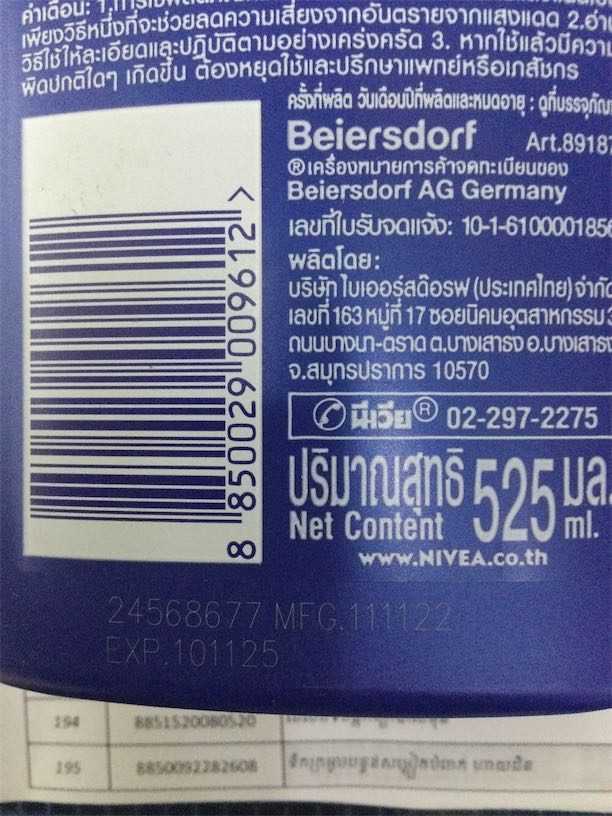 คำเตือน: 1.
เพียงวิธีหนึ่งที่จะช่วยลดความเสี่ยงจากอันตรายจากแสงแดด 2.อ่า
วิธีใช้ให้ละเอียดและปฏิบัติตามอย่างเคร่งครัด 3. หากใช้แล้วมีความ
ผิดปกติใดๆ เกิดขึ้น ต้องหยุดใช้และปรึกษาแพทย์หรือเภสัชกร
ครั้งที่ผลิต วันเดือนปีที่ผลิตและหมดอายุ : ดูที่บรรจุภัณ
Beiersdorf Art.89187
®เครื่องหมายการค้าจดทะเบียนของ
Beiersdorf AG Germany
เลขที่ใบรับจดแจ้ง: 10-1-6100001856
ผลิตโดย:
บริษัท ไบเออร์สด๊อรฟ (ประเทศไทย) จำกัด
เลขที่ 163 หมู่ที่ 17 ซอยนิคมอุตสาหกรรม 3
ถนนบางนา-ตราด ต.บางเสาธง อ.บางเสาธง
จ.สมุทรปราการ 10570
นีเวีย® 02-297-2275
ปริมาณสุทธิ 525 มล
Net Content ml.
www.NIVEA.co.th
8 850029 009612 >
24568677 MFG.111122
EXP.101125
194 8851520080520
195 8850092282608